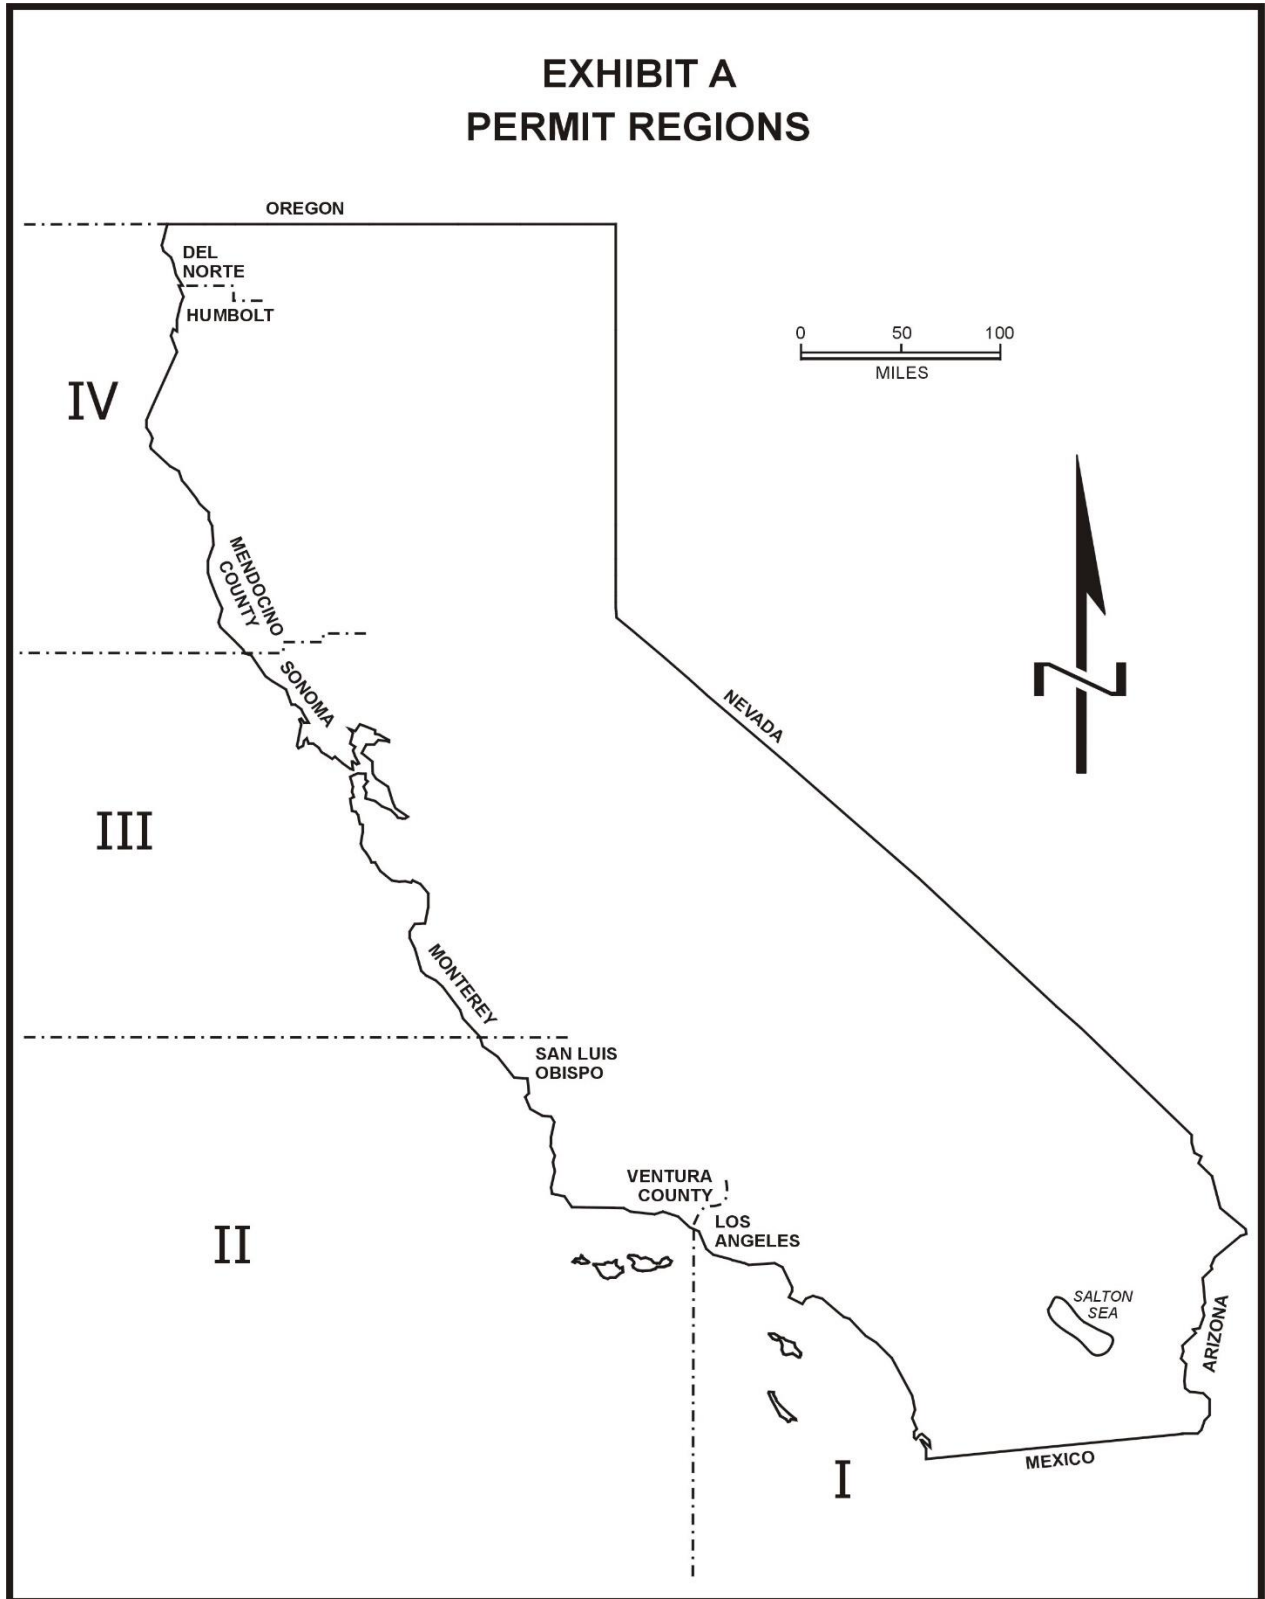 EXHIBIT A
PERMIT REGIONS
OREGON
DEL
NORTE
HUMBOLT
0 50 100
MILES
IV
MENDOCINO
COUNTY
SONOMA
NEVADA
III
MONTEREY
SAN LUIS
OBISPO
VENTURA
COUNTY
LOS
ANGELES
II
SALTON
SEA
ARIZONA
MEXICO
I
N